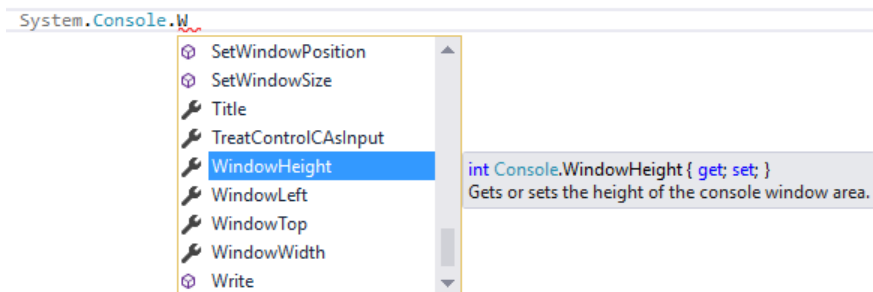 System.Console.W
SetWindowPosition
SetWindowSize
Title
TreatControlCAsInput
WindowHeight
int Console.WindowHeight { get; set; }
Gets or sets the height of the console window area.
WindowLeft
WindowTop
WindowWidth
Write